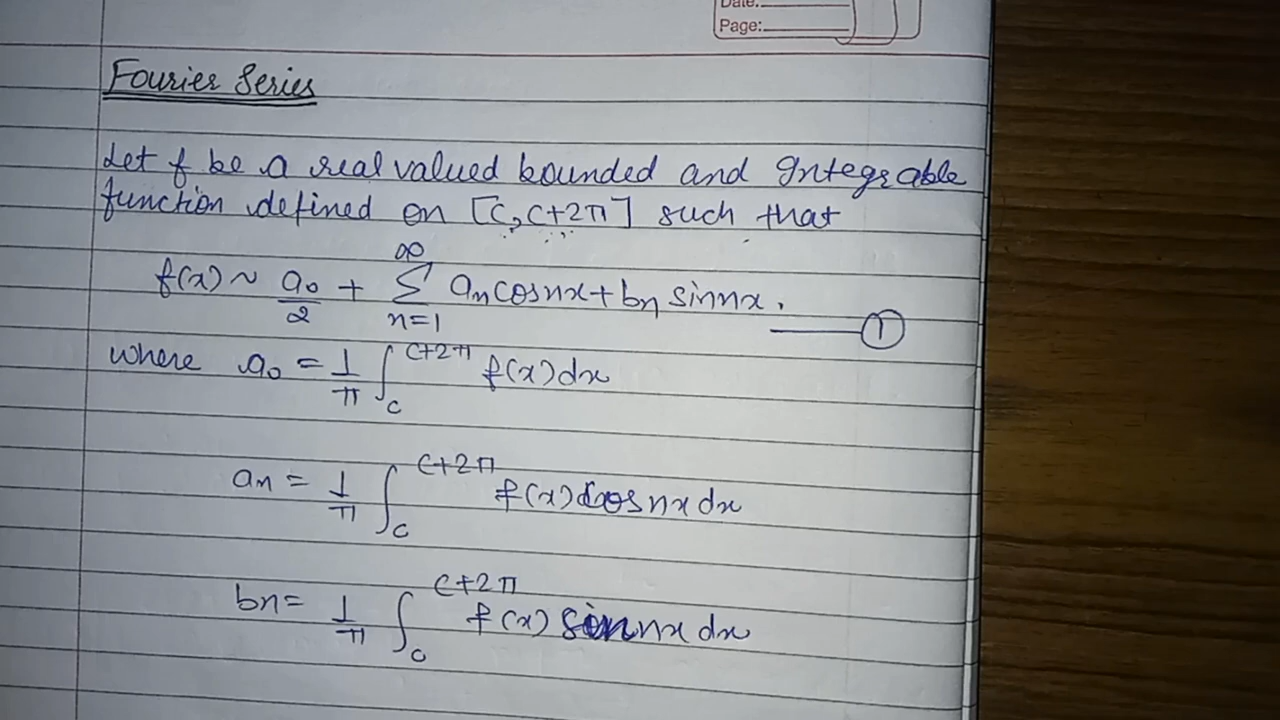 Date:
Page:
Fourier Series
Let f be a real valued bounded and Integrable
function defined on [c, c+2π] such that
f(x) ~ a₀/2 + ∑_{n=1}^{∞} aₙ cos nx + bₙ sin nx. —— ①
where a₀ = 1/π ∫_c^{c+2π} f(x) dx
aₙ = 1/π ∫_c^{c+2π} f(x) cos nx dx
bₙ = 1/π ∫_c^{c+2π} f(x) sin nx dx